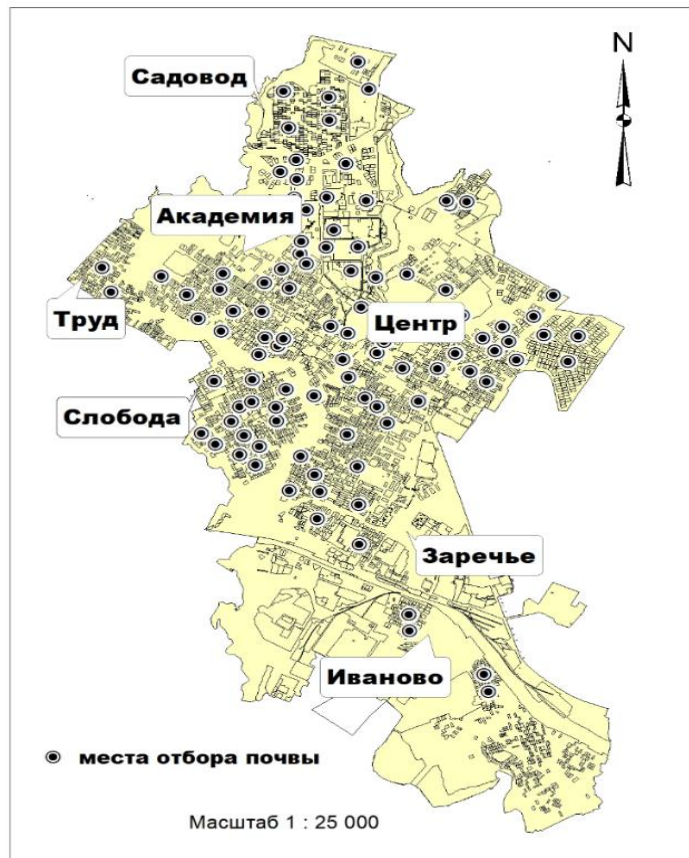 N
Садовод
Академия
Труд
Центр
Слобода
Заречье
Иваново
места отбора почвы
Масштаб 1 : 25 000